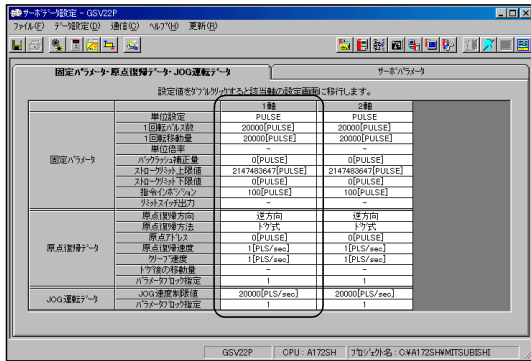 サーボデータ設定 - GSV22P
ファイル(F) データ設定(D) 通信(C) ヘルプ(H) 更新(R)
固定パラメータ・原点復帰データ・JOG運転データ サーボパラメータ
設定値をダブルクリックすると該当軸の設定画面に移行します。
1軸 2軸
固定パラメータ
単位設定 PULSE PULSE
1回転パルス数 20000[PULSE] 20000[PULSE]
1回転移動量 20000[PULSE] 20000[PULSE]
単位倍率 - -
バックラッシュ補正量 0[PULSE] 0[PULSE]
ストロークリミット上限値 2147483647[PULSE] 2147483647[PULSE]
ストロークリミット下限値 0[PULSE] 0[PULSE]
指令インポジション 100[PULSE] 100[PULSE]
リミットスイッチ出力 - -
原点復帰データ
原点復帰方向 逆方向 逆方向
原点復帰方法 ドグ式 ドグ式
原点アドレス 0[PULSE] 0[PULSE]
原点復帰速度 1[PLS/sec] 1[PLS/sec]
クリープ速度 1[PLS/sec] 1[PLS/sec]
ドグ後の移動量 - -
パラメータブロック指定 1 1
JOG運転データ
JOG速度制限値 20000[PLS/sec] 20000[PLS/sec]
パラメータブロック指定 1 1
GSV22P CPU : A172SH プロジェクト名 : C:¥A172SH¥MITSUBISHI